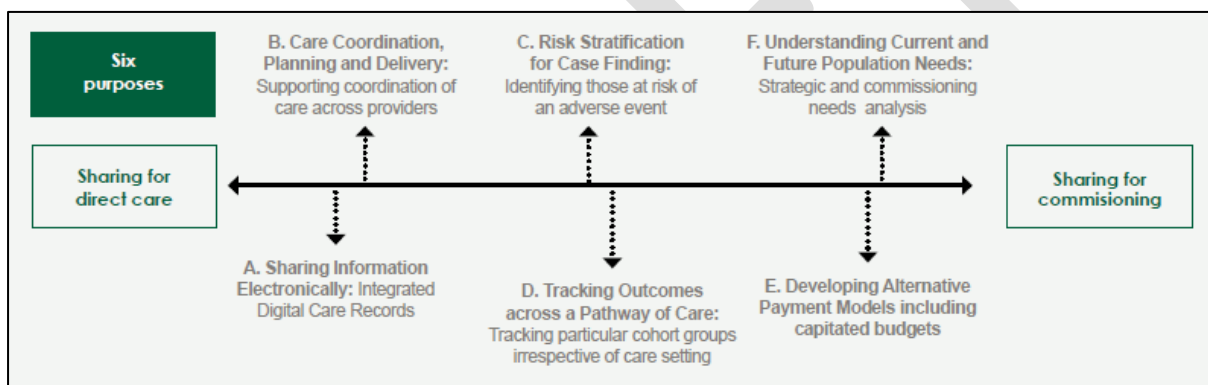 Six
purposes
B. Care Coordination,
Planning and Delivery:
Supporting coordination of
care across providers
C. Risk Stratification
for Case Finding:
Identifying those at risk of
an adverse event
F. Understanding Current and
Future Population Needs:
Strategic and commissioning
needs analysis
Sharing for
direct care
Sharing for
commisioning
A. Sharing Information
Electronically: Integrated
Digital Care Records
D. Tracking Outcomes
across a Pathway of Care:
Tracking particular cohort groups
irrespective of care setting
E. Developing Alternative
Payment Models including
capitated budgets